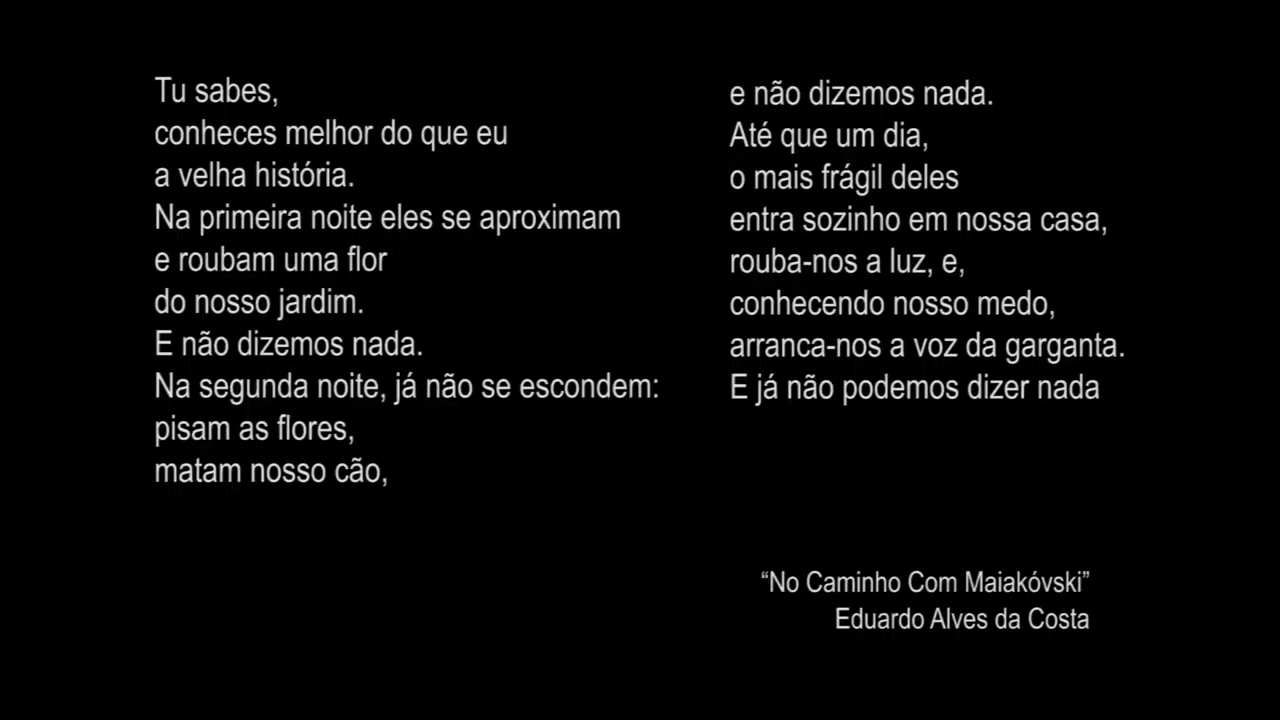 Tu sabes,
conheces melhor do que eu
a velha história.
Na primeira noite eles se aproximam
e roubam uma flor
do nosso jardim.
E não dizemos nada.
Na segunda noite, já não se escondem:
pisam as flores,
matam nosso cão,
e não dizemos nada.
Até que um dia,
o mais frágil deles
entra sozinho em nossa casa,
rouba-nos a luz, e,
conhecendo nosso medo,
arranca-nos a voz da garganta.
E já não podemos dizer nada
“No Caminho Com Maiakóvski”
Eduardo Alves da Costa